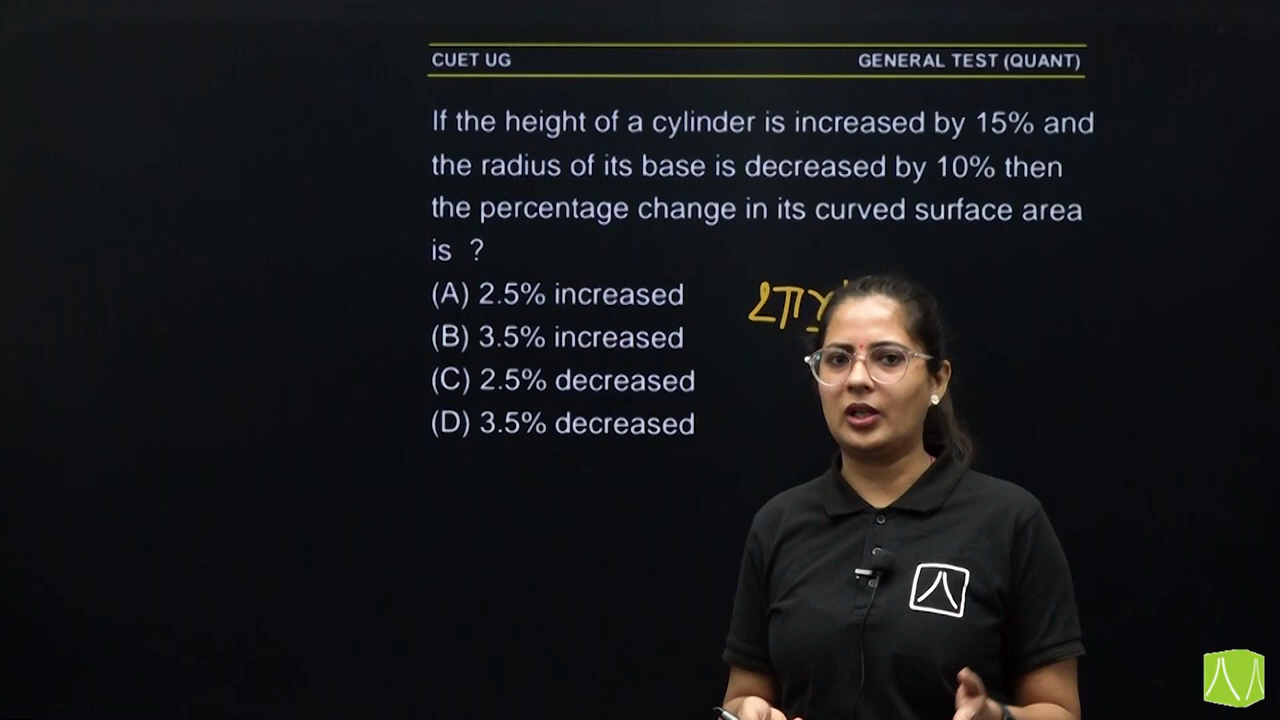 CUET UG GENERAL TEST (QUANT)
If the height of a cylinder is increased by 15% and
the radius of its base is decreased by 10% then
the percentage change in its curved surface area
is ?
(A) 2.5% increased
(B) 3.5% increased
(C) 2.5% decreased
(D) 3.5% decreased
2πr